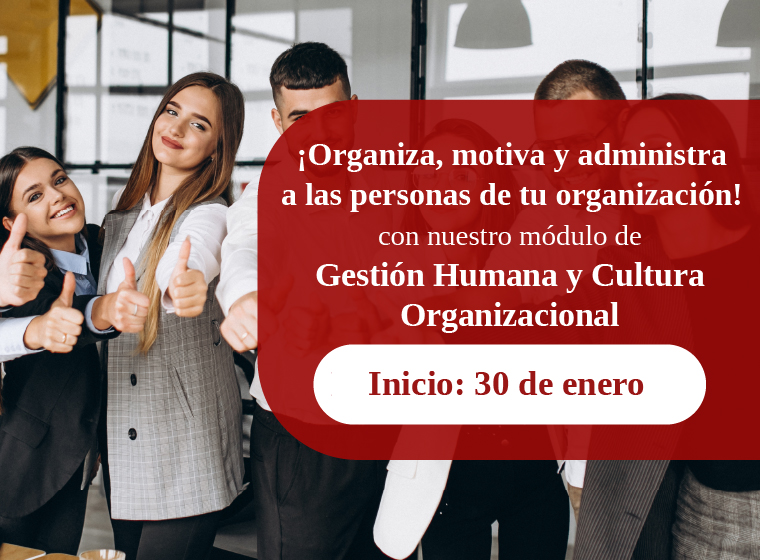 ¡Organiza, motiva y administra
a las personas de tu organización!
con nuestro módulo de
Gestión Humana y Cultura
Organizacional
Inicio: 30 de enero